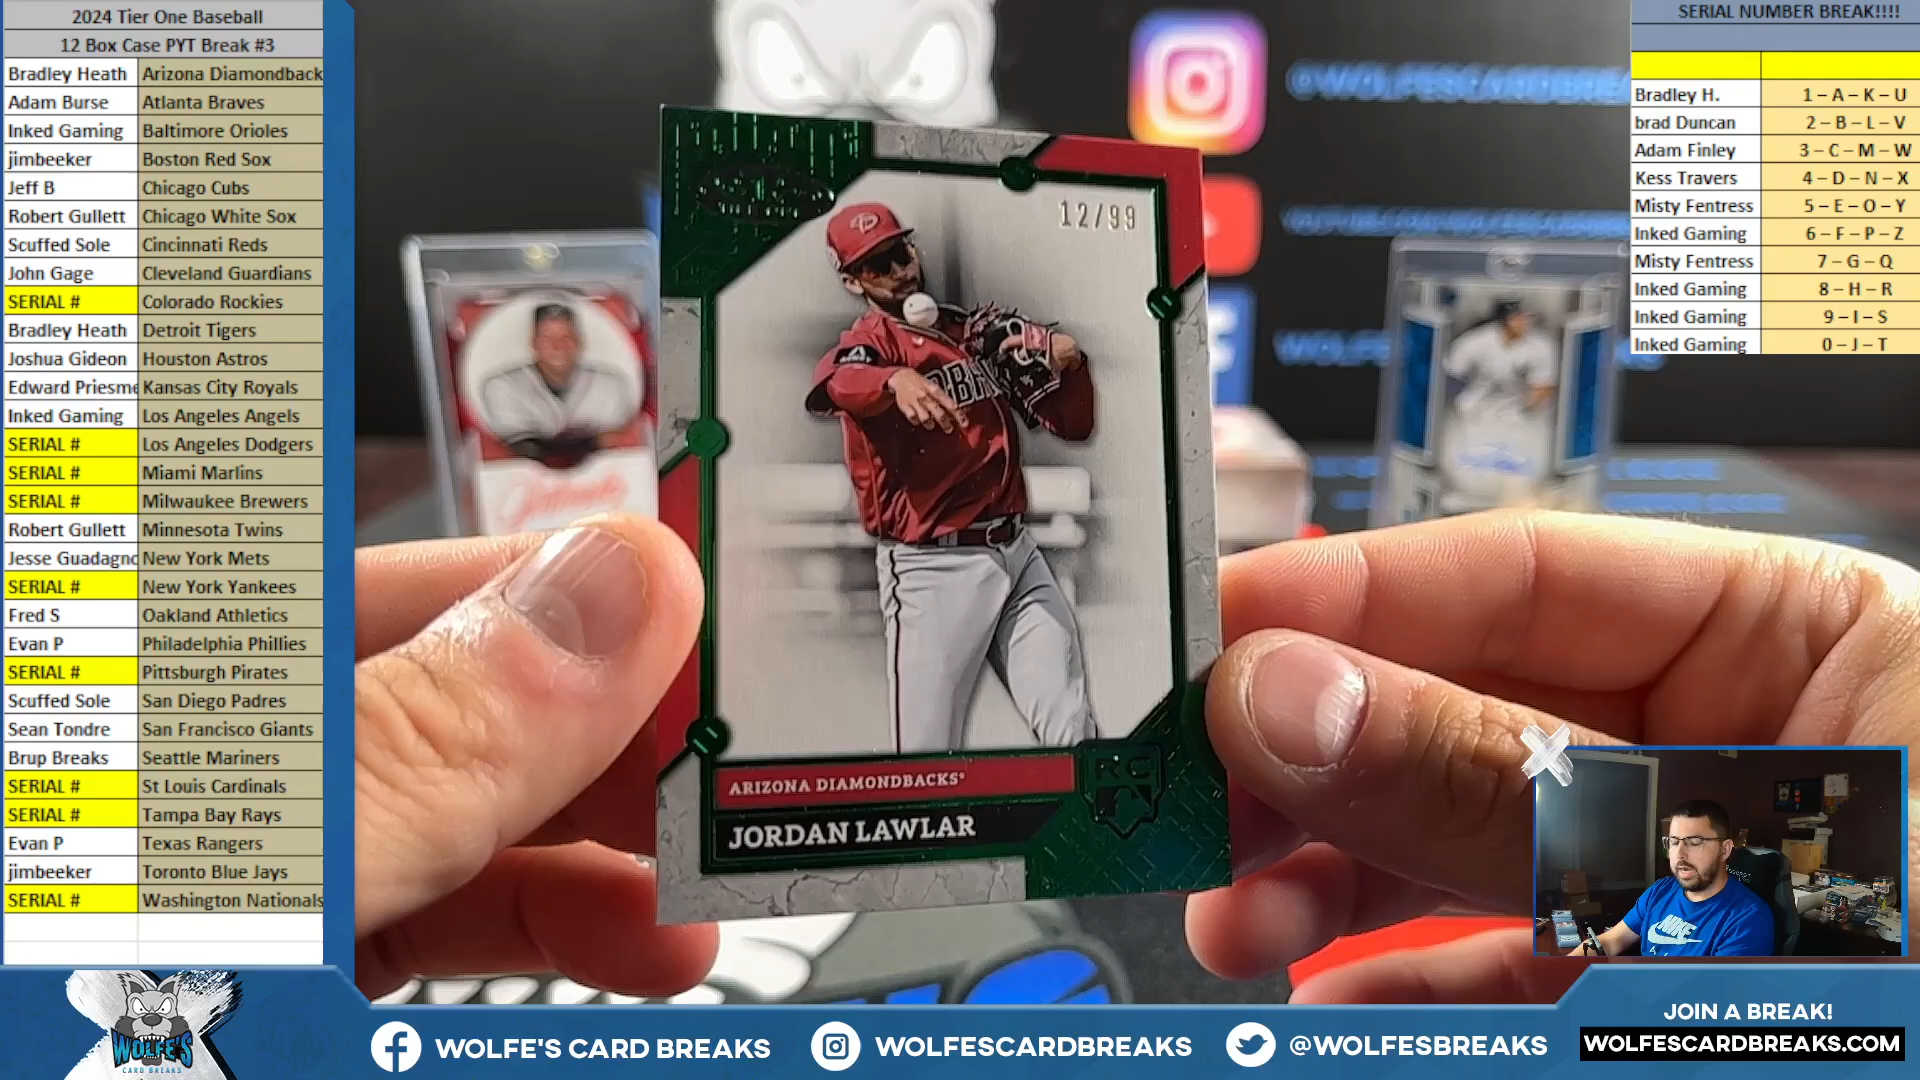 2024 Tier One Baseball
12 Box Case PYT Break #3
Bradley Heath Arizona Diamondback
Adam Burse Atlanta Braves
Inked Gaming Baltimore Orioles
jimbeeker Boston Red Sox
Jeff B Chicago Cubs
Robert Gullett Chicago White Sox
Scuffed Sole Cincinnati Reds
John Gage Cleveland Guardians
SERIAL # Colorado Rockies
Bradley Heath Detroit Tigers
Joshua Gideon Houston Astros
Edward Priesme Kansas City Royals
Inked Gaming Los Angeles Angels
SERIAL # Los Angeles Dodgers
SERIAL # Miami Marlins
SERIAL # Milwaukee Brewers
Robert Gullett Minnesota Twins
Jesse Guadagno New York Mets
SERIAL # New York Yankees
Fred S Oakland Athletics
Evan P Philadelphia Phillies
SERIAL # Pittsburgh Pirates
Scuffed Sole San Diego Padres
Sean Tondre San Francisco Giants
Brup Breaks Seattle Mariners
SERIAL # St Louis Cardinals
SERIAL # Tampa Bay Rays
Evan P Texas Rangers
jimbeeker Toronto Blue Jays
SERIAL # Washington Nationals
12/99
ARIZONA DIAMONDBACKS
JORDAN LAWLAR
RC
@WOLFESCARDBREA
SERIAL NUMBER BREAK!!!!
Bradley H. 1 – A – K – U
brad Duncan 2 – B – L – V
Adam Finley 3 – C – M – W
Kess Travers 4 – D – N – X
Misty Fentress 5 – E – O – Y
Inked Gaming 6 – F – P – Z
Misty Fentress 7 – G – Q
Inked Gaming 8 – H – R
Inked Gaming 9 – I – S
Inked Gaming 0 – J – T
WOLFE'S
CARD BREAKS
WOLFE'S CARD BREAKS
WOLFESCARDBREAKS
@WOLFESBREAKS
JOIN A BREAK!
WOLFESCARDBREAKS.COM